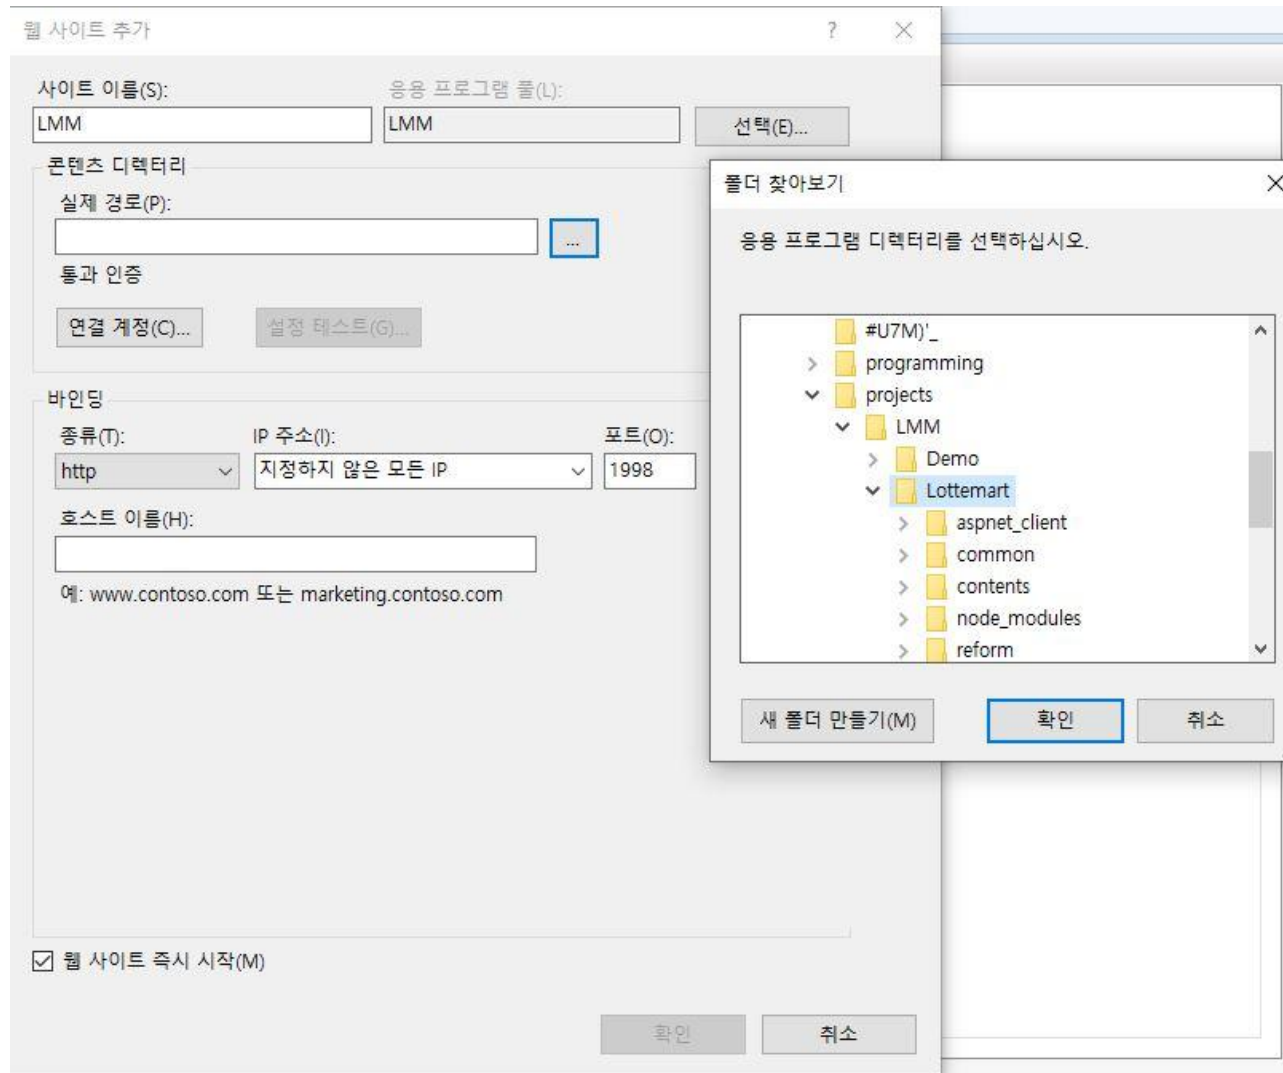 웹 사이트 추가
?
사이트 이름(S):
응용 프로그램 풀(L):
LMM
LMM
선택(E)...
콘텐츠 디렉터리
실제 경로(P):
...
통과 인증
연결 계정(C)...
설정 테스트(G)...
바인딩
종류(T):
IP 주소(I):
포트(O):
http
지정하지 않은 모든 IP
1998
호스트 이름(H):
예: www.contoso.com 또는 marketing.contoso.com
웹 사이트 즉시 시작(M)
확인
취소
폴더 찾아보기
응용 프로그램 디렉터리를 선택하십시오.
#U7M)'_
programming
projects
LMM
Demo
Lottemart
aspnet_client
common
contents
node_modules
reform
새 폴더 만들기(M)
확인
취소